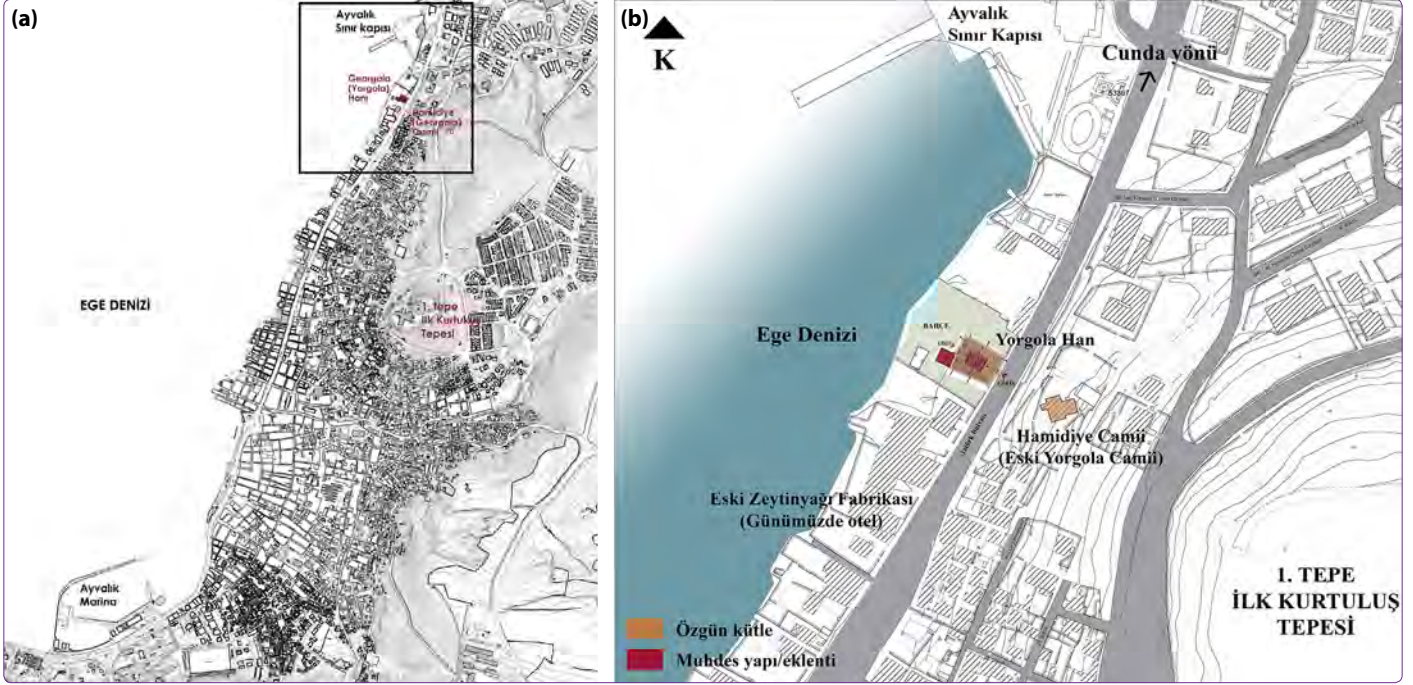 (a)
Ayvalık
Sınır kapısı
Georgola
(Yorgola)
Hanı
Hamidiye
(Georgola)
Camii
EGE DENİZİ
1. tepe
İlk Kurtuluş
Tepesi
Ayvalık
Marina
(b)
K
Ayvalık
Sınır Kapısı
Cunda yönü
Ege Denizi
BAHÇE
Yorgola Han
Hamidiye Camii
(Eski Yorgola Camii)
Eski Zeytinyağı Fabrikası
(Günümüzde otel)
1. TEPE
İLK KURTULUŞ
TEPESİ
Özgün kütle
Muhdes yapı/eklenti